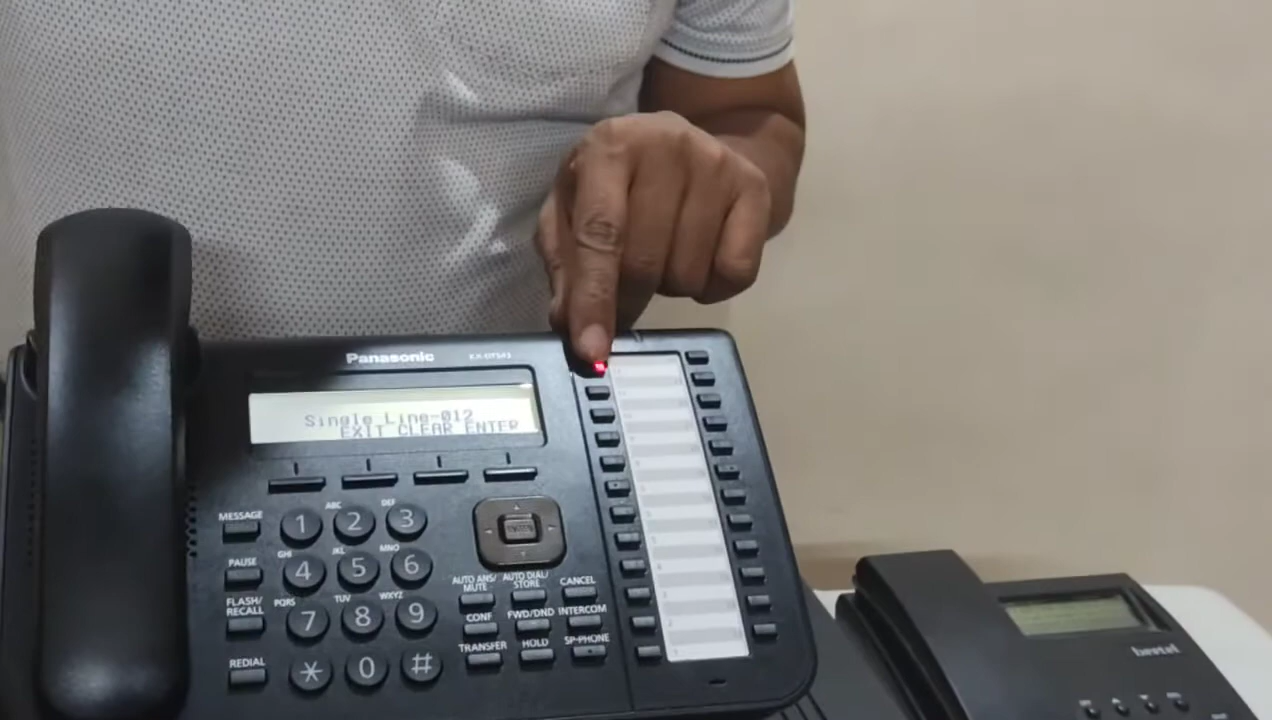 Panasonic
Single Line-012
EXIT CLEAR ENTER
MESSAGE
1
ABC
2
DEF
3
PAUSE
GHI
4
JKL
5
MNO
6
FLASH/
RECALL
PQRS
7
TUV
8
WXYZ
9
REDIAL
*
0
#
AUTO ANS/
MUTE
AUTO DIAL/
STORE
CANCEL
CONF
FWD/DND
INTERCOM
TRANSFER
HOLD
SP-PHONE
beetel